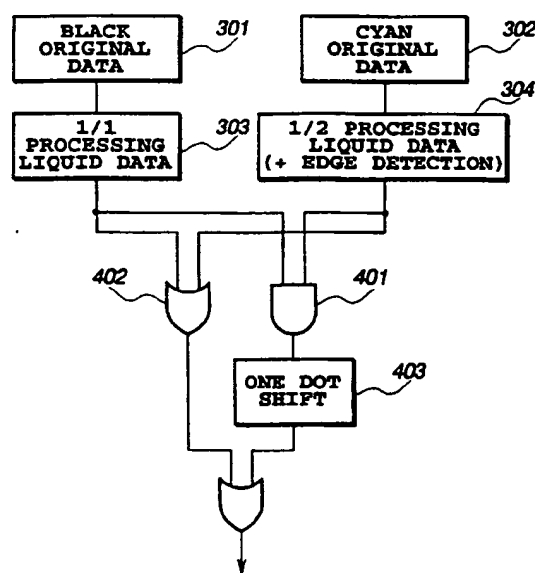 BLACK
ORIGINAL
DATA
301
CYAN
ORIGINAL
DATA
302
1/1
PROCESSING
LIQUID DATA
303
1/2 PROCESSING
LIQUID DATA
(+ EDGE DETECTION)
304
402
401
ONE DOT
SHIFT
403